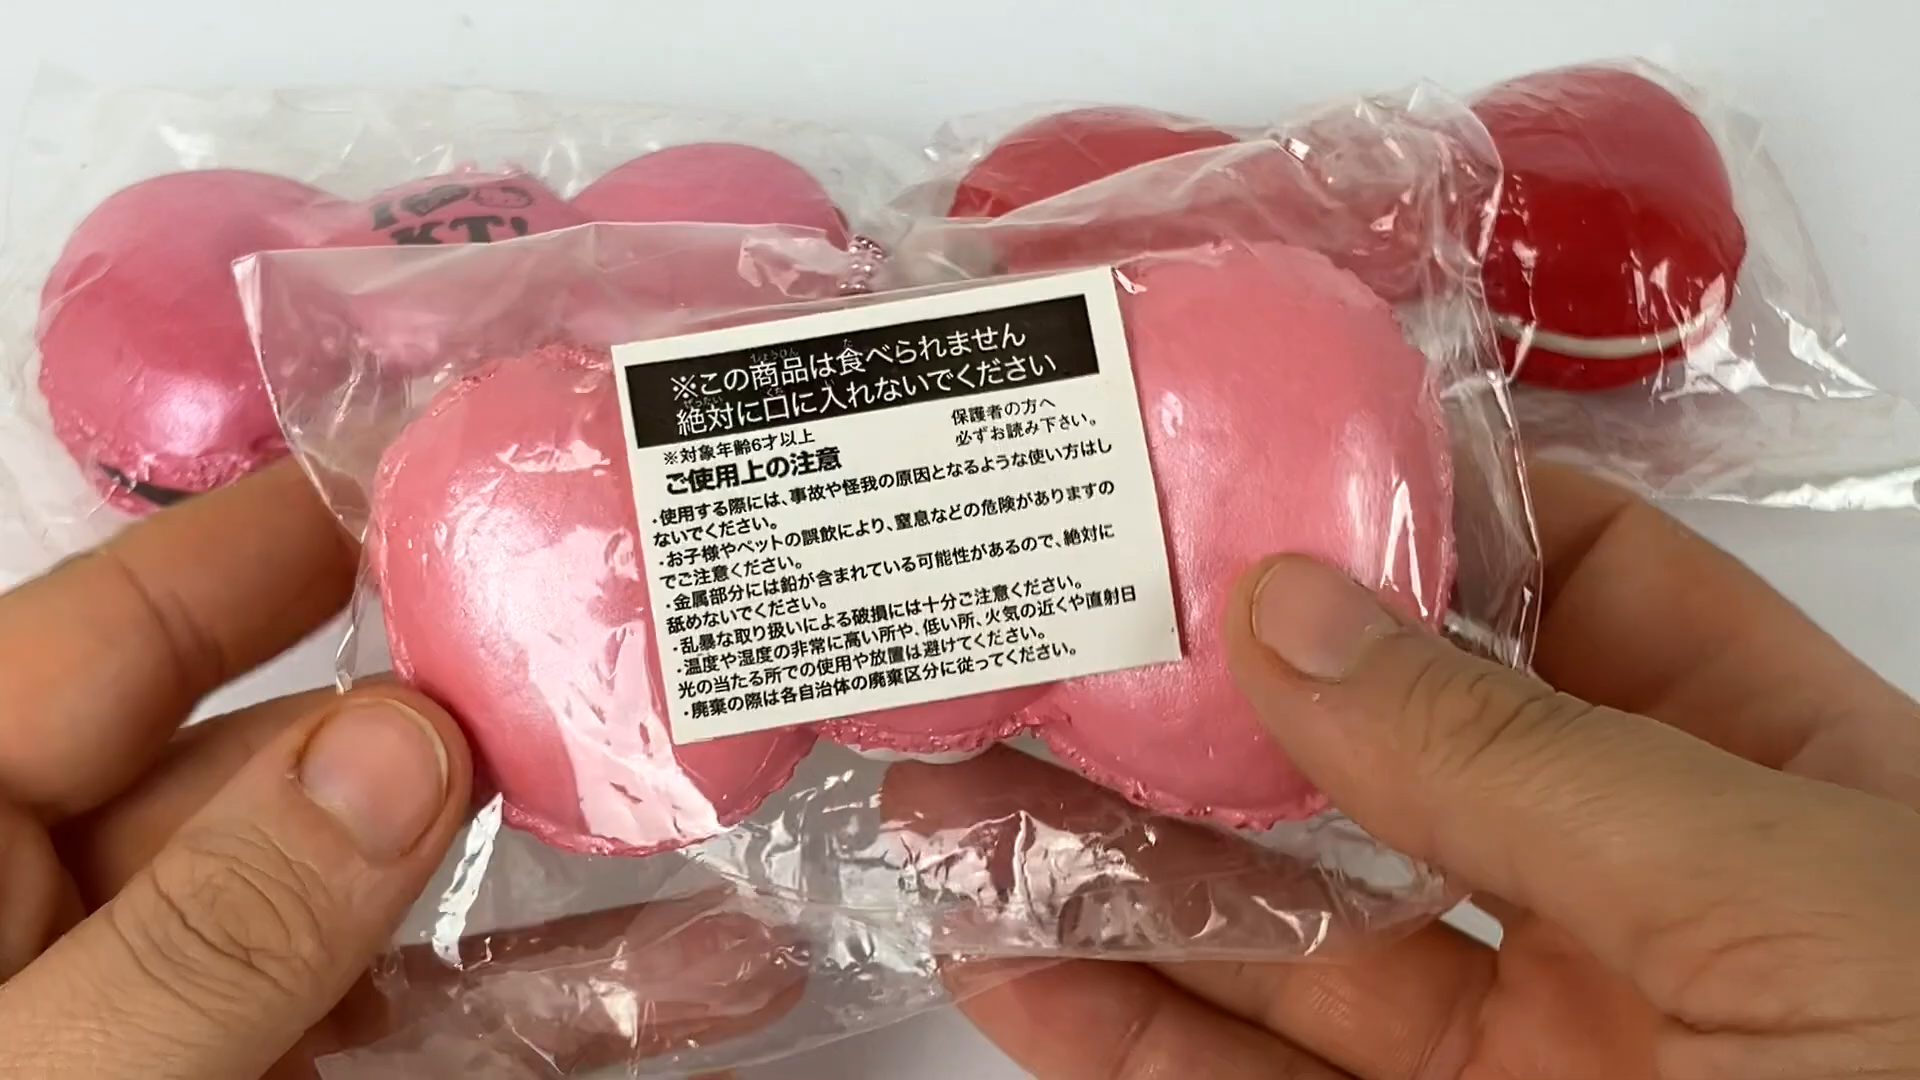 I
KT!
※この商品は食べられません
絶対に口に入れないでください
※対象年齢6才以上
保護者の方へ
必ずお読み下さい。
ご使用上の注意
・使用する際には、事故や怪我の原因となるような使い方はし
ないでください。
・お子様やペットの誤飲により、窒息などの危険がありますの
でご注意ください。
・金属部分には鉛が含まれている可能性があるので、絶対に
舐めないでください。
・乱暴な取り扱いによる破損には十分ご注意ください。
・温度や湿度の非常に高い所や、低い所、火気の近くや直射日
光の当たる所での使用や放置は避けてください。
・廃棄の際は各自治体の廃棄区分に従ってください。